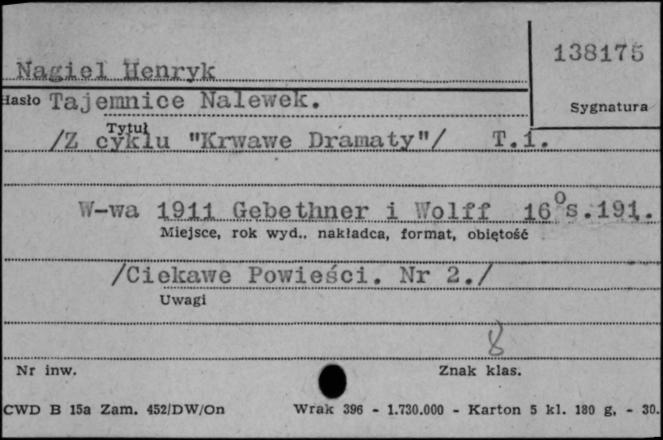 138175
Nagiel Henryk
Hasło Tajemnice Nalewek.
Sygnatura
Tytuł
/Z cyklu "Krwawe Dramaty"/ T.1.
W-wa 1911 Gebethner i Wolff 16⁰s.191.
Miejsce, rok wyd.. nakładca, format, objętość
/Ciekawe Powieści. Nr 2./
Uwagi
8
Nr inw.
Znak klas.
CWD B 15a Zam. 452/DW/On Wrak 396 - 1.730.000 - Karton 5 kl. 180 g, - 30.